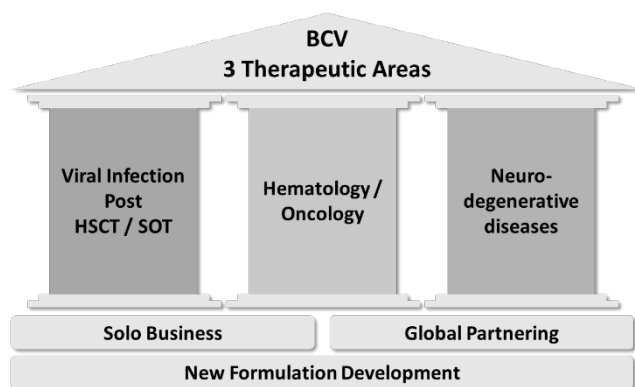 BCV
3 Therapeutic Areas
Viral Infection
Post
HSCT / SOT
Hematology /
Oncology
Neuro-
degenerative
diseases
Solo Business
Global Partnering
New Formulation Development